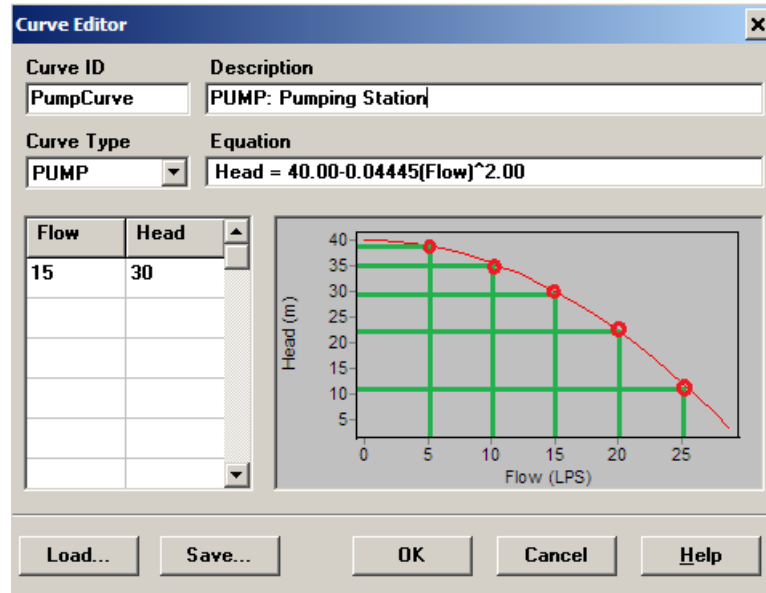 Curve Editor
Curve ID
Description
PumpCurve
PUMP: Pumping Station
Curve Type
Equation
PUMP
Head = 40.00-0.04445(Flow)^2.00
Flow Head
15 30
Head (m)
40
35
30
25
20
15
10
5
0 5 10 15 20 25
Flow (LPS)
Load...
Save...
OK
Cancel
Help